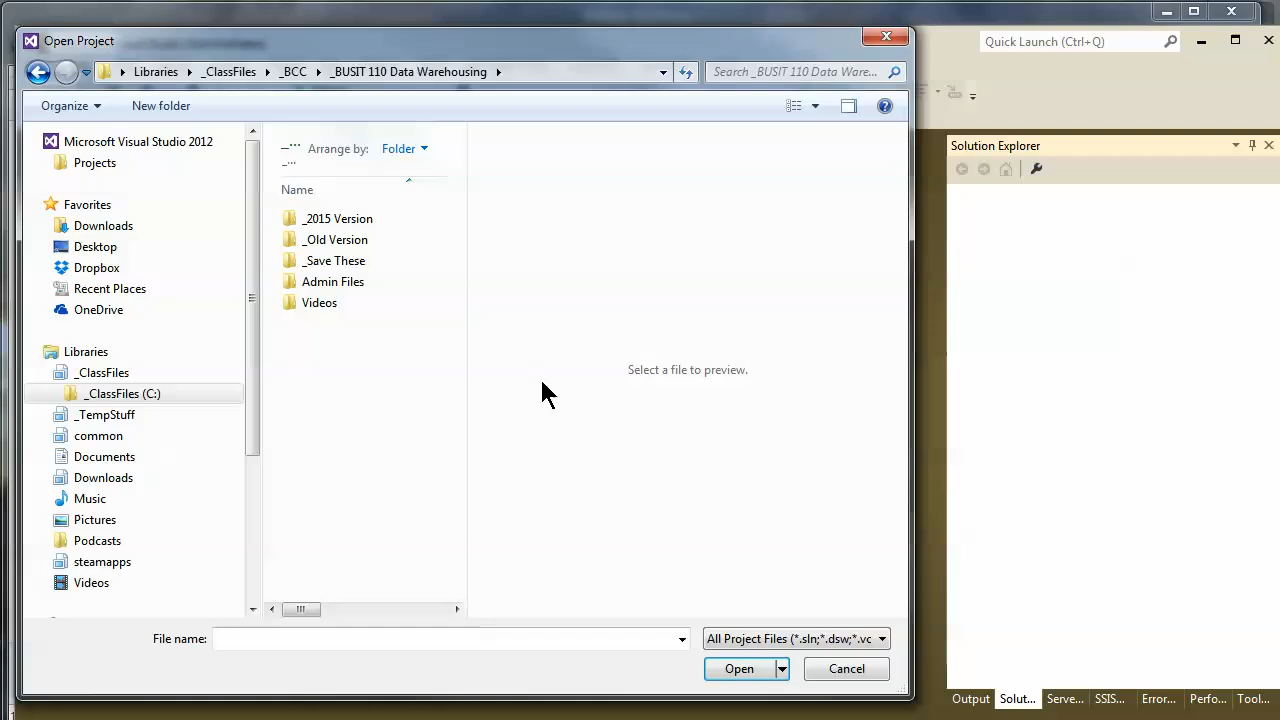 Open Project
Libraries
_ClassFiles
_BCC
_BUSIT 110 Data Warehousing
Search _BUSIT 110 Data Ware...
Quick Launch (Ctrl+Q)
Organize
New folder
Microsoft Visual Studio 2012
Projects
Favorites
Downloads
Desktop
Dropbox
Recent Places
OneDrive
Libraries
_ClassFiles
_ClassFiles (C:)
_TempStuff
common
Documents
Downloads
Music
Pictures
Podcasts
steamapps
Videos
Arrange by: Folder
Name
_2015 Version
_Old Version
_Save These
Admin Files
Videos
Select a file to preview.
File name:
All Project Files (*.sln;*.dsw;*.vc
Open
Cancel
Solution Explorer
Output
Solut...
Serve...
SSIS...
Error...
Perfo...
Tool...